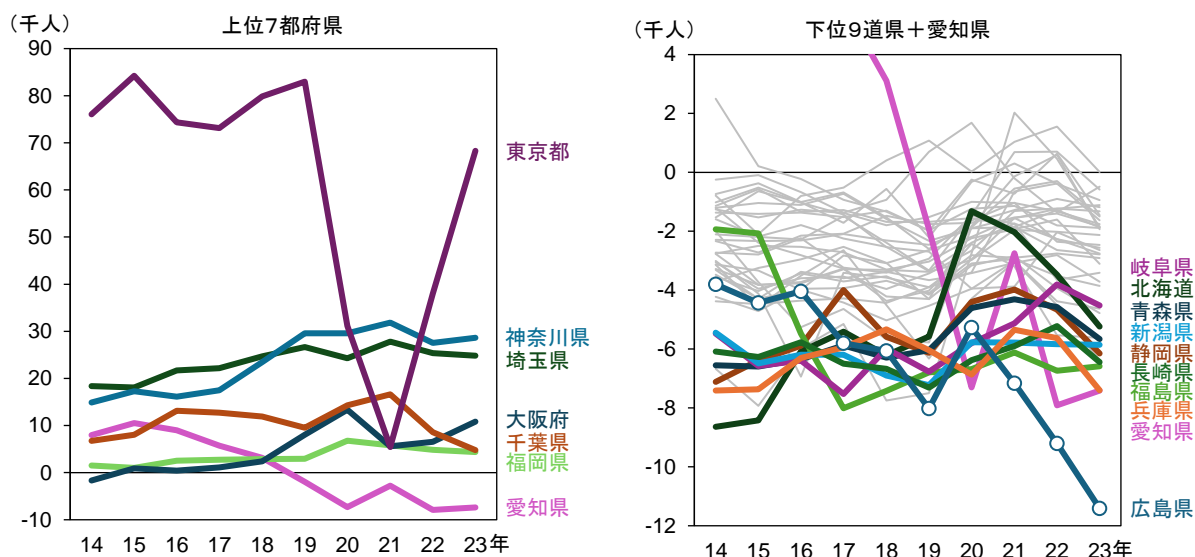 上位7都府県
（千人）
90
80
70
60
50
40
30
20
10
0
-10
14 15 16 17 18 19 20 21 22 23年
東京都
神奈川県
埼玉県
大阪府
千葉県
福岡県
愛知県
下位9道県＋愛知県
（千人）
4
2
0
-2
-4
-6
-8
-10
-12
14 15 16 17 18 19 20 21 22 23年
岐阜県
北海道
青森県
新潟県
静岡県
長崎県
福島県
兵庫県
愛知県
広島県